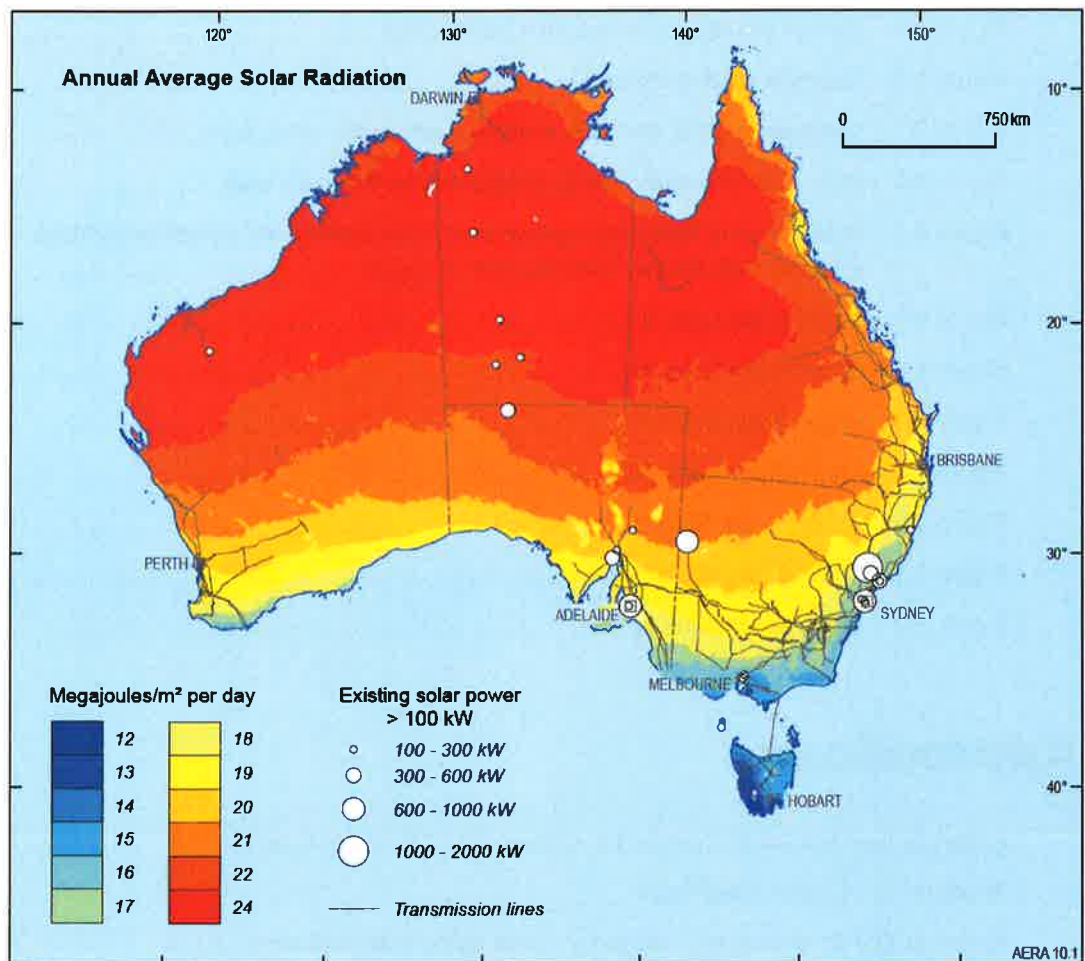 120°
130°
140°
150°
Annual Average Solar Radiation
DARWIN
10°
0
750 km
20°
BRISBANE
30°
PERTH
ADELAIDE
SYDNEY
MELBOURNE
HOBART
40°
Megajoules/m² per day
12
13
14
15
16
17
18
19
20
21
22
24
Existing solar power
> 100 kW
100 - 300 kW
300 - 600 kW
600 - 1000 kW
1000 - 2000 kW
Transmission lines
AERA 10.1